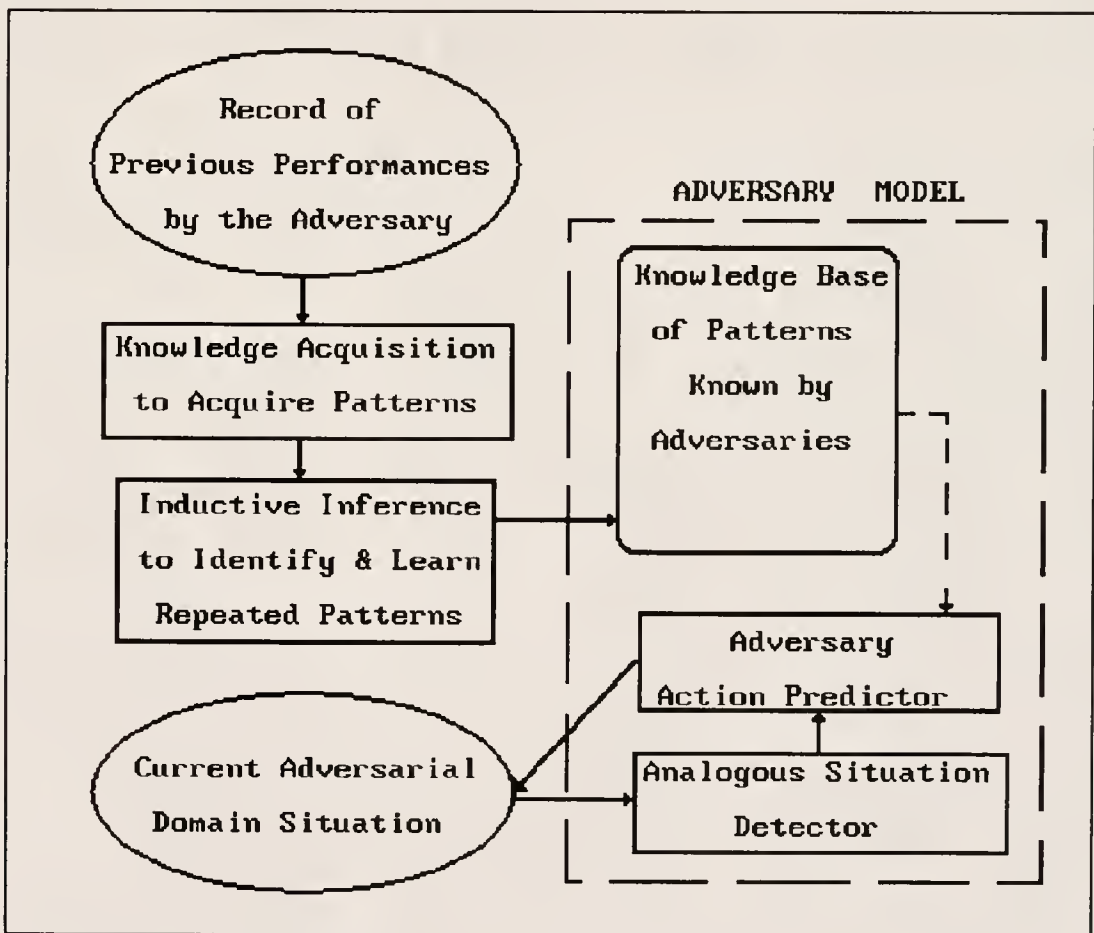 Record of
Previous Performances
by the Adversary
Knowledge Acquisition
to Acquire Patterns
Inductive Inference
to Identify & Learn
Repeated Patterns
Current Adversarial
Domain Situation
ADVERSARY MODEL
Knowledge Base
of Patterns
Known by
Adversaries
Adversary
Action Predictor
Analogous Situation
Detector